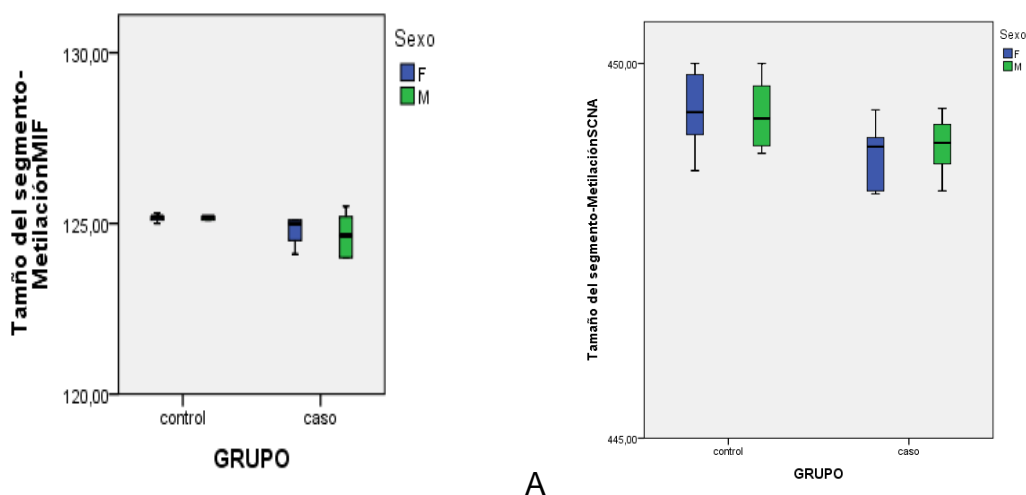 Tamño del segmento-
MetilaciónMIF
130,00
125,00
120,00
control
caso
GRUPO
Sexo
F
M
A
Tamaño del segmento-MetilaciónSCNA
450,00
445,00
control
caso
GRUPO
Sexo
F
M